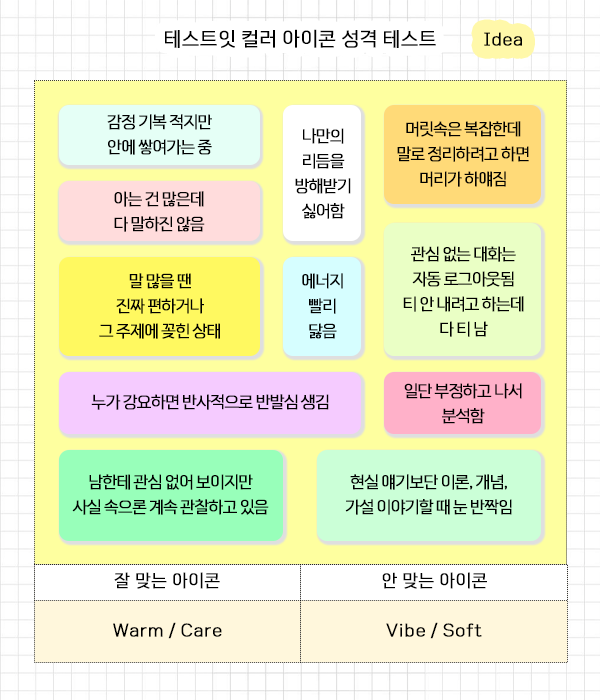 테스트잇 컬러 아이콘 성격 테스트
Idea
감정 기복 적지만
안에 쌓여가는 중
나만의
리듬을
방해받기
싫어함
머릿속은 복잡한데
말로 정리하려고 하면
머리가 하얘짐
아는 건 많은데
다 말하진 않음
관심 없는 대화는
자동 로그아웃됨
티 안 내려고 하는데
다 티 남
말 많을 땐
진짜 편하거나
그 주제에 꽂힌 상태
에너지
빨리
닳음
누가 강요하면 반사적으로 반발심 생김
일단 부정하고 나서
분석함
남한테 관심 없어 보이지만
사실 속으론 계속 관찰하고 있음
현실 얘기보단 이론, 개념,
가설 이야기할 때 눈 반짝임
잘 맞는 아이콘
안 맞는 아이콘
Warm / Care
Vibe / Soft